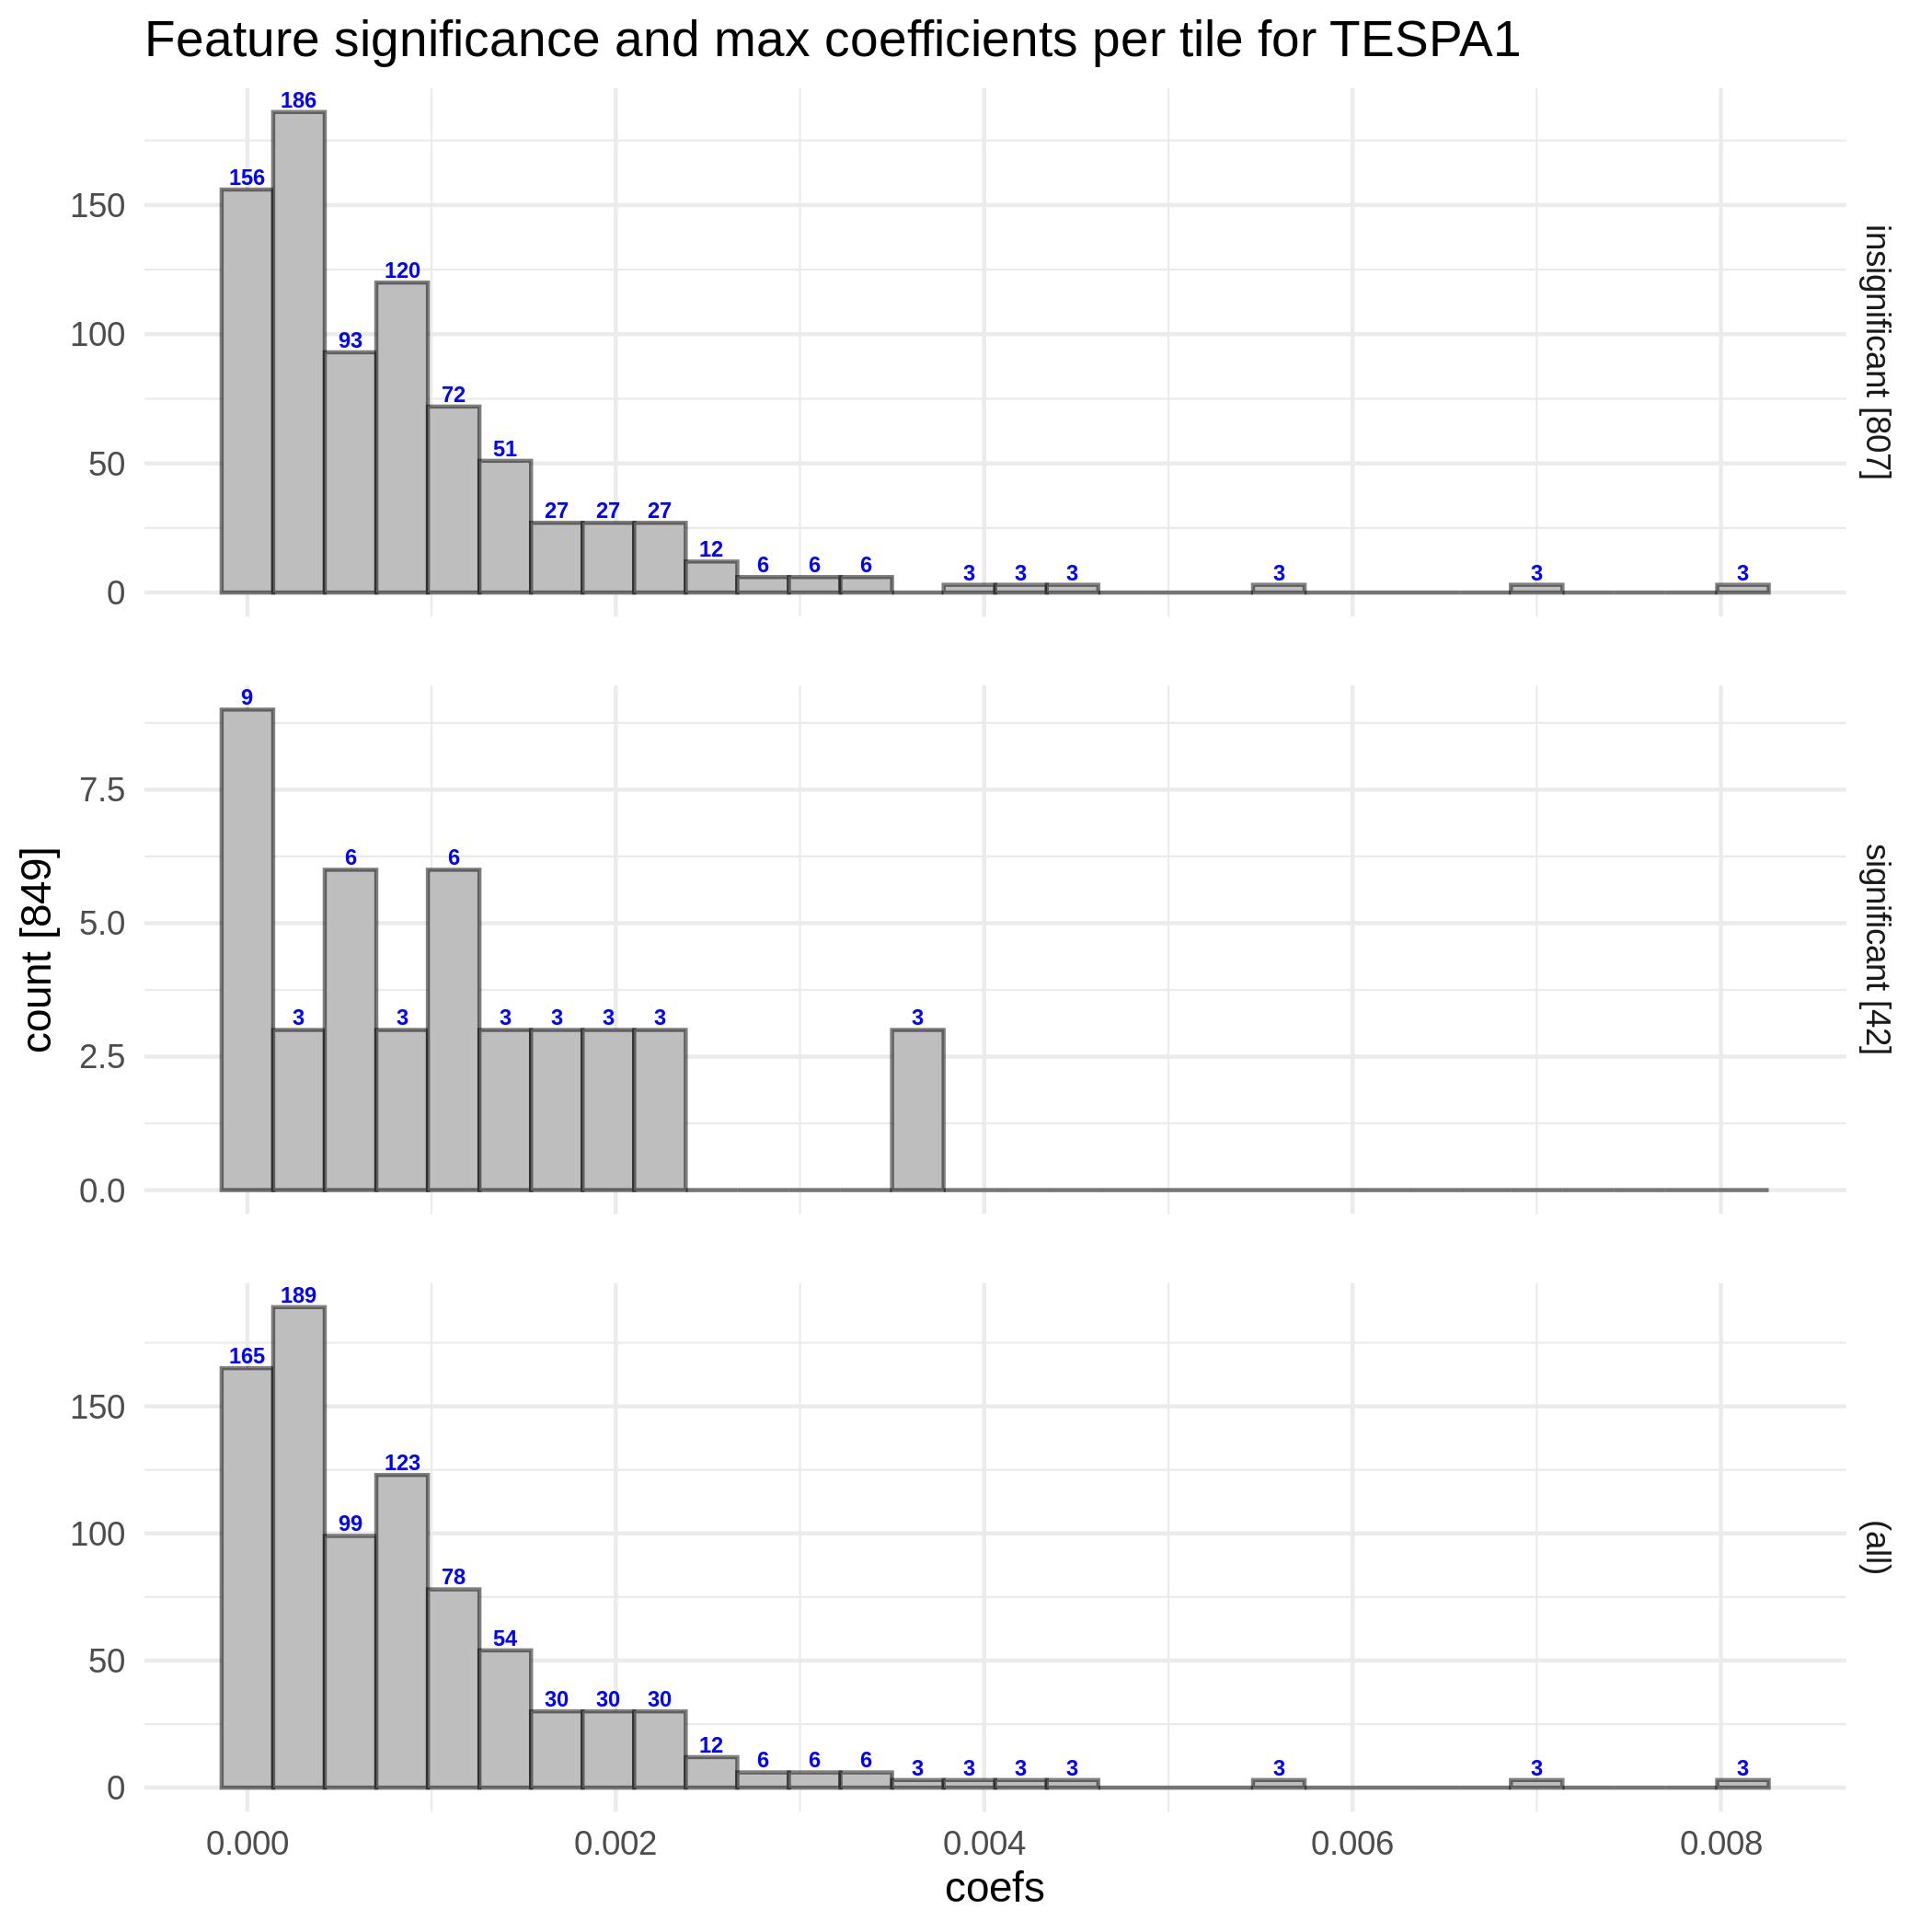 Feature significance and max coefficients per tile for TESPA1
186
156
120
93
72
51
27 27 27
12
6 6 6
3 3 3 3 3 3
150
100
50
0
insignificant [807]
9
6 6
3 3 3 3 3 3 3
7.5
5.0
2.5
0.0
significant [42]
count [849]
189
165
123
99
78
54
30 30 30
12
6 6 6
3 3 3 3 3 3 3
150
100
50
0
(all)
0.000 0.002 0.004 0.006 0.008
coefs